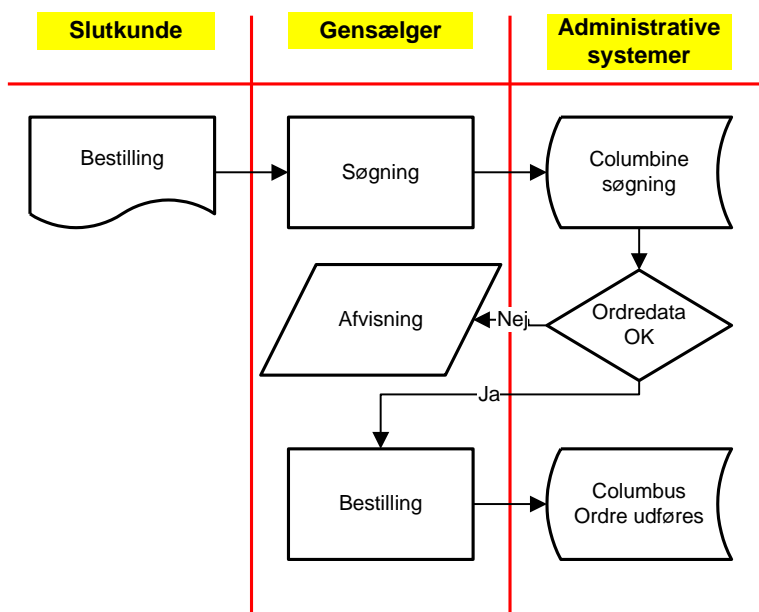 Slutkunde
Gensælger
Administrative
systemer
Bestilling
Søgning
Columbine
søgning
Afvisning
Nej
Ordredata
OK
Ja
Bestilling
Columbus
Ordre udføres